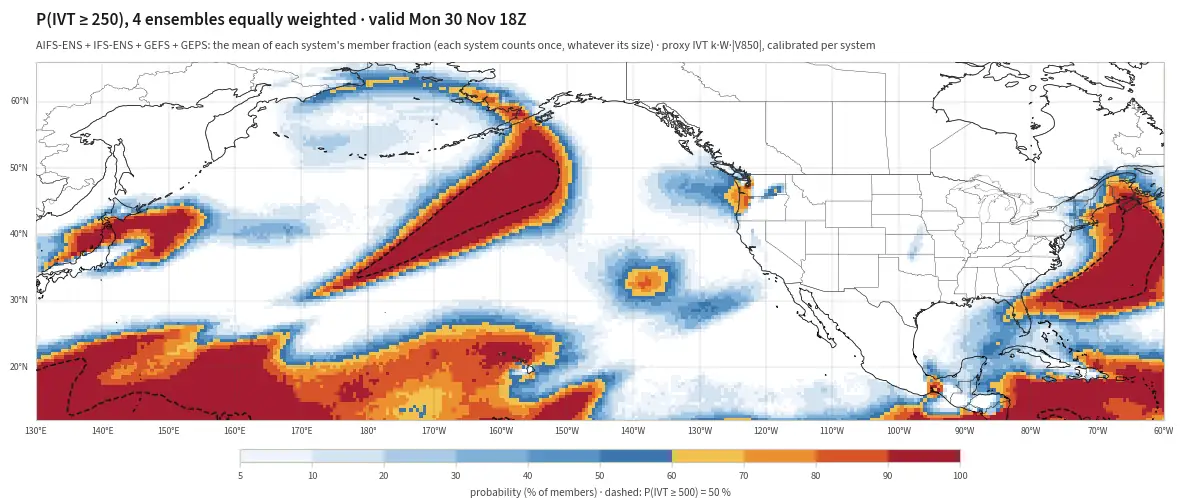 P(IVT ≥ 250), 4 ensembles equally weighted · valid Mon 30 Nov 18Z
AIFS-ENS + IFS-ENS + GEFS + GEPS: the mean of each system's member fraction (each system counts once, whatever its size) · proxy IVT k·W·|V850|, calibrated per system
60°N
50°N
40°N
30°N
20°N
130°E 140°E 150°E 160°E 170°E 180° 170°W 160°W 150°W 140°W 130°W 120°W 110°W 100°W 90°W 80°W 70°W 60°W
5 10 20 30 40 50 60 70 80 90 100
probability (% of members) · dashed: P(IVT ≥ 500) = 50 %